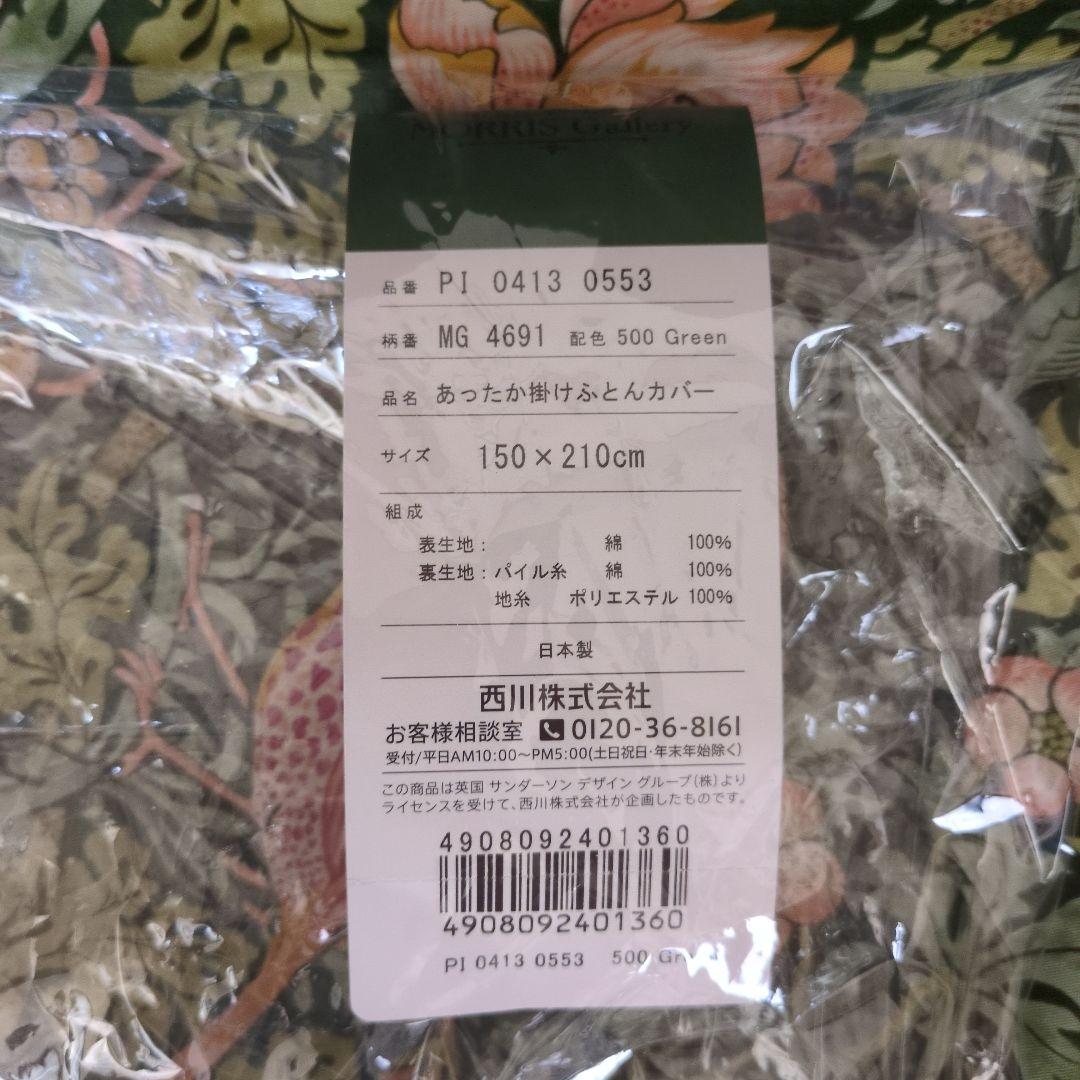 MORRIS Gallery
品番 PI 0413 0553
柄番 MG 4691 配色 500 Green
品名 あったか掛けふとんカバー
サイズ 150×210cm
組成
表生地: 綿 100%
裏生地:パイル糸 綿 100%
地糸 ポリエステル 100%
日本製
西川株式会社
お客様相談室 0120-36-8161
受付/平日AM10:00〜PM5:00(土日祝日・年末年始除く)
この商品は英国 サンダーソン デザイン グループ(株)より
ライセンスを受けて、西川株式会社が企画したものです。
4908092401360
4908092401360
PI 0413 0553 500 Green